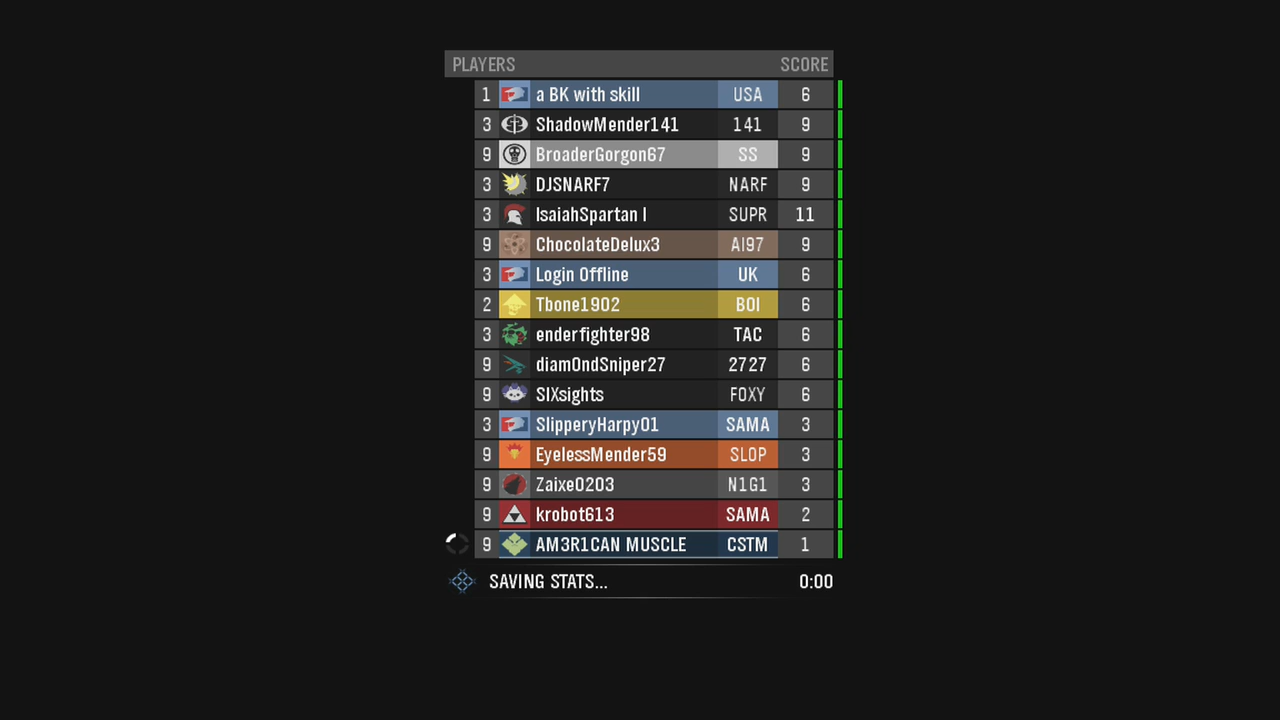 PLAYERS SCORE
1 a BK with skill USA 6
3 ShadowMender141 141 9
9 BroaderGorgon67 SS 9
3 DJSNARF7 NARF 9
3 IsaiahSpartan I SUPR 11
9 ChocolateDelux3 AI97 9
3 Login Offline UK 6
2 Tbone1902 BOI 6
3 enderfighter98 TAC 6
9 diam0ndSniper27 2727 6
9 SIXsights FOXY 6
3 SlipperyHarpy01 SAMA 3
9 EyelessMender59 SLOP 3
9 Zaixe0203 N1G1 3
9 krobot613 SAMA 2
9 AM3R1CAN MUSCLE CSTM 1
SAVING STATS... 0:00